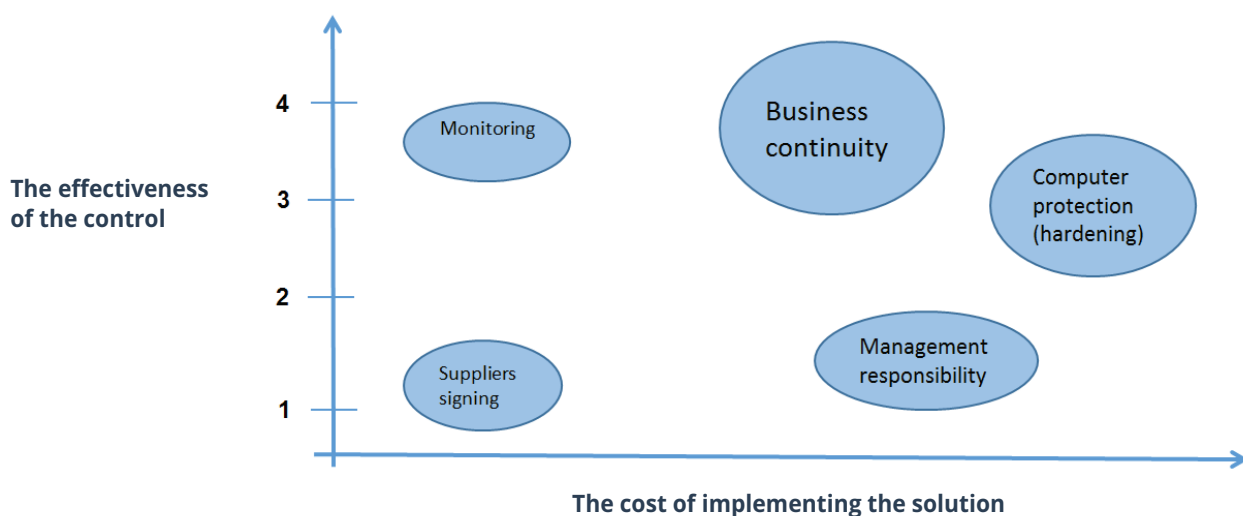 4
Monitoring
Business
continuity
The effectiveness
of the control
3
Computer
protection
(hardening)
2
Management
responsibility
Suppliers
signing
1
The cost of implementing the solution